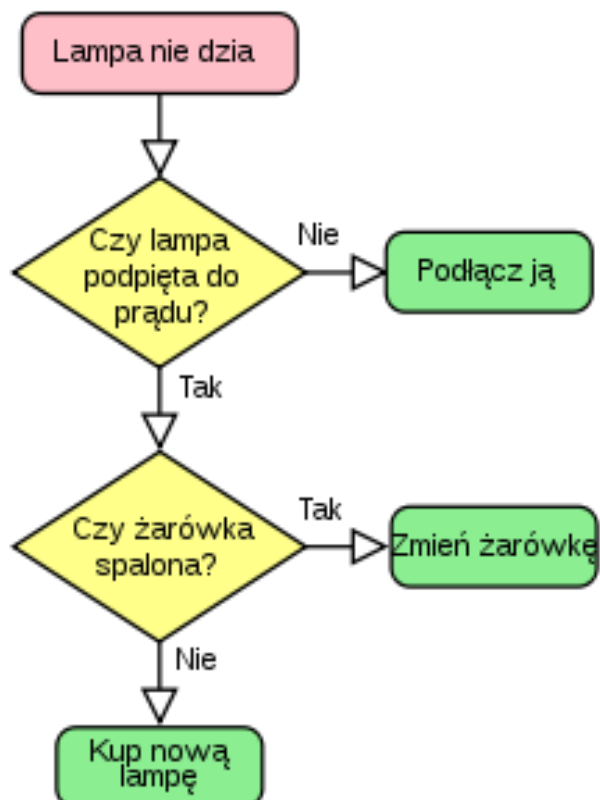 Lampa nie dzia
Czy lampa
podpięta do
prądu?
Nie
Podłącz ją
Tak
Czy żarówka
spalona?
Tak
Zmień żarówkę
Nie
Kup nową
lampę